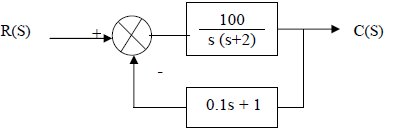 R(S)
+
100
s (s+2)
C(S)
-
0.1s + 1